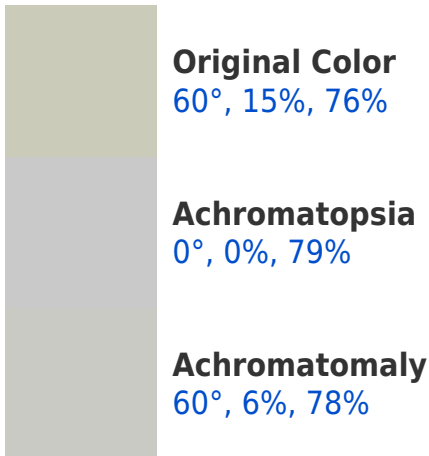 Original Color
60°, 15%, 76%
Achromatopsia
0°, 0%, 79%
Achromatomaly
60°, 6%, 78%